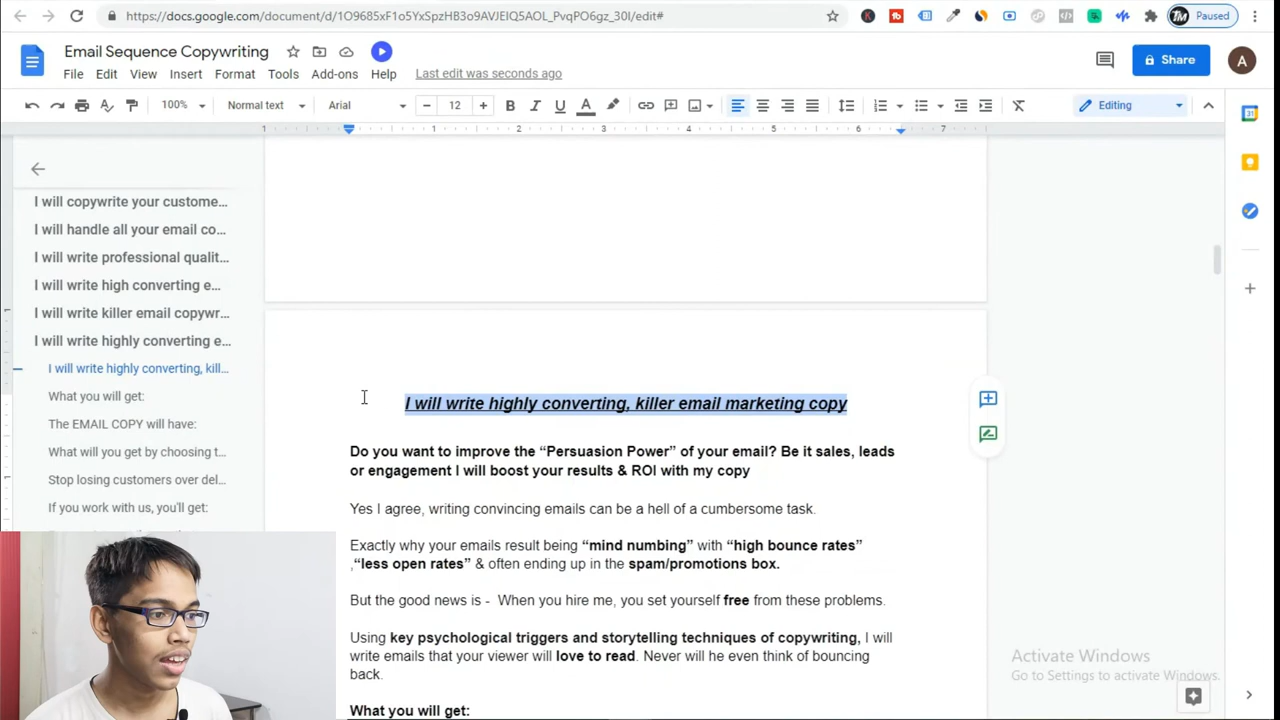 https://docs.google.com/document/d/1O9685xF1o5YxSpzHB3o9AVJEIQ5AOL_PvqPO6gz_30I/edit#
Paused
Email Sequence Copywriting
File Edit View Insert Format Tools Add-ons Help Last edit was seconds ago
Share
A
100% Normal text Arial 12 Editing
1 1 2 3 4 5 6 7
I will copywrite your custome...
I will handle all your email co...
I will write professional qualit...
I will write high converting e...
I will write killer email copywr...
I will write highly converting e...
I will write highly converting, kill...
What you will get:
The EMAIL COPY will have:
What will you get by choosing t...
Stop losing customers over del...
If you work with us, you'll get:
I will write highly converting, killer email marketing copy
Do you want to improve the “Persuasion Power” of your email? Be it sales, leads
or engagement I will boost your results & ROI with my copy
Yes I agree, writing convincing emails can be a hell of a cumbersome task.
Exactly why your emails result being “mind numbing” with “high bounce rates”
,“less open rates” & often ending up in the spam/promotions box.
But the good news is - When you hire me, you set yourself free from these problems.
Using key psychological triggers and storytelling techniques of copywriting, I will
write emails that your viewer will love to read. Never will he even think of bouncing
back.
What you will get:
Activate Windows
Go to Settings to activate Windows.